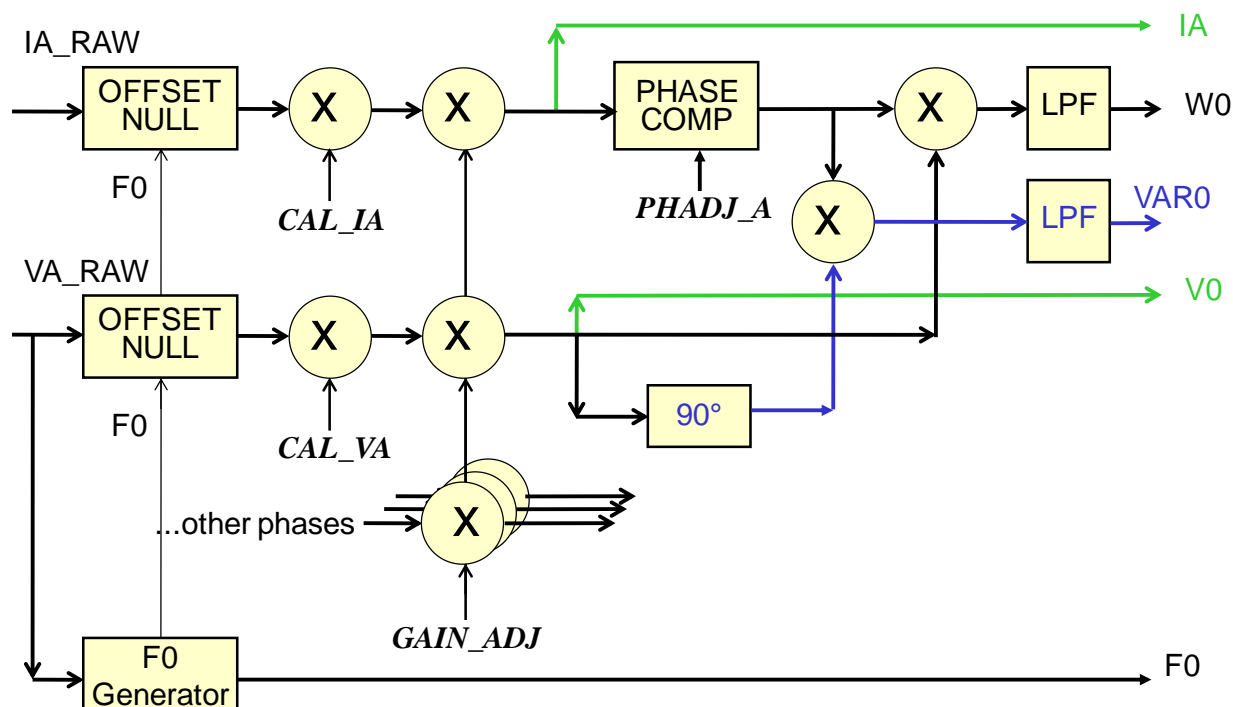 IA
IA_RAW
OFFSET
NULL
X
X
PHASE
COMP
X
LPF
W0
F0
CAL_IA
PHADJ_A
X
LPF
VAR0
VA_RAW
V0
OFFSET
NULL
X
X
F0
CAL_VA
90°
...other phases
X
GAIN_ADJ
F0
Generator
F0